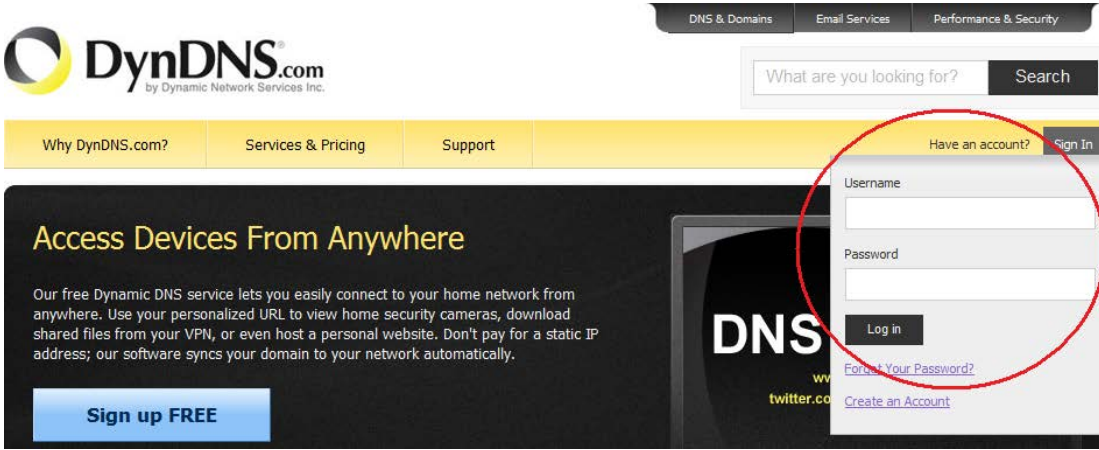 DNS & Domains Email Services Performance & Security
DynDNS.com
by Dynamic Network Services Inc.
What are you looking for? Search
Why DynDNS.com? Services & Pricing Support Have an account? Sign In
Username
Password
Log in
Forgot Your Password?
Create an Account
Access Devices From Anywhere
Our free Dynamic DNS service lets you easily connect to your home network from
anywhere. Use your personalized URL to view home security cameras, download
shared files from your VPN, or even host a personal website. Don't pay for a static IP
address; our software syncs your domain to your network automatically.
Sign up FREE
DNS
twitter.co